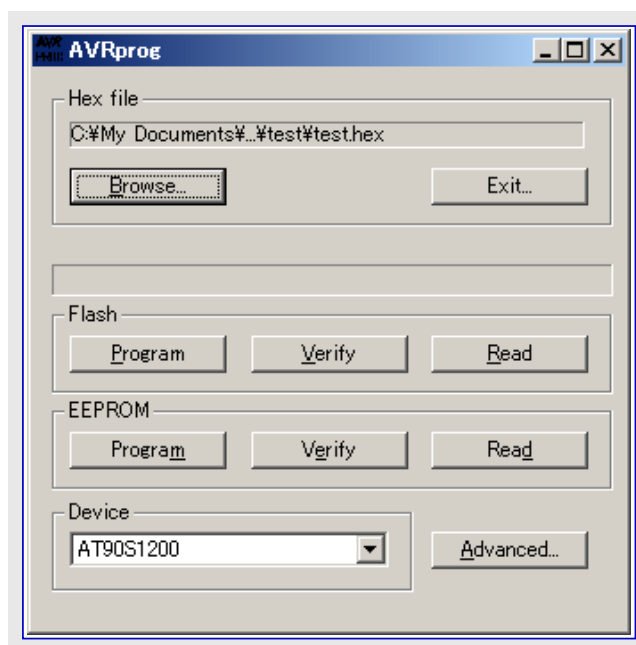 AVRprog
Hex file
C:¥My Documents¥...¥test¥test.hex
Browse...
Exit...
Flash
Program
Verify
Read
EEPROM
Program
Verify
Read
Device
AT90S1200
Advanced...